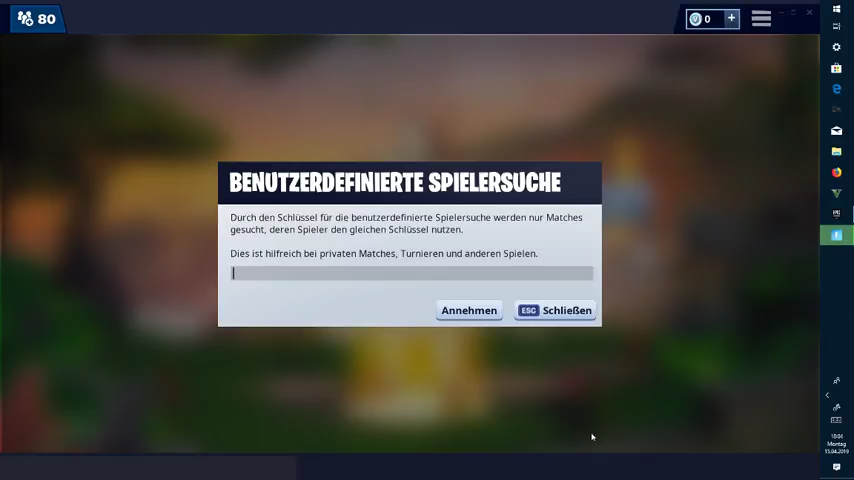 80
0
BENUTZERDEFINIERTE SPIELERSUCHE
Durch den Schlüssel für die benutzerdefinierte Spielersuche werden nur Matches
gesucht, deren Spieler den gleichen Schlüssel nutzen.
Dies ist hilfreich bei privaten Matches, Turnieren und anderen Spielen.
Annehmen
ESC Schließen
18:04
Montag
15.04.2019